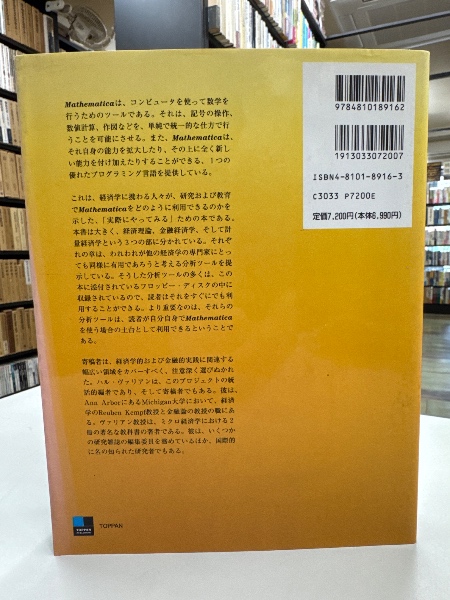 Mathematicaは、コンピュータを使って数学を
行うためのツールである。それは、記号の操作、
数値計算、作図などを、単純で統一的な仕方で行
うことを可能にさせる。また、Mathematicaは
それ自身の能力を拡大したり、その上に全く新し
い能力を付け加えたりすることができる、1つの
優れたプログラミング言語を提供している。
これは、経済学に携わる人々が、研究および教育
でMathematicaをどのように利用できるのかを
示した、「実際にやってみる」ための本である。
本書は大きく、経済理論、金融経済学、そして計
量経済学という3つの部に分かれている。それぞ
れの章は、われわれが他の経済学の専門家にとっ
ても同様に有用であろうと考える分析ツールを提
示している。そうした分析ツールの多くは、この
本に添付されているフロッピー・ディスクの中に
収録されているので、読者はそれをすぐにでも利
用することができる。より重要なのは、それらの
分析ツールは、読者が自分自身でMathematica
を使う場合の土台として利用できるということで
ある。
寄稿者は、経済学的および金融的実践に関連する
幅広い領域をカバーすべく、注意深く選びぬかれ
た。ハル・ヴァリアンは、このプロジェクトの統
括的編者であり、そして寄稿者でもある。彼は、
Ann ArborにあるMichigan大学において、経済
学のReuben Kempf教授と金融論の教授の職にあ
る。ヴァリアン教授は、ミクロ経済学における2
冊の著名な教科書の著者である。彼は、いくつか
の研究雑誌の編集委員を務めているほか、国際的
に名の知られた研究者でもある。
9784810189162
1913033072007
ISBN4-8101-8916-3
C3033 P7200E
定価7,200円(本体6,990円)
TOPPAN
TOPPAN